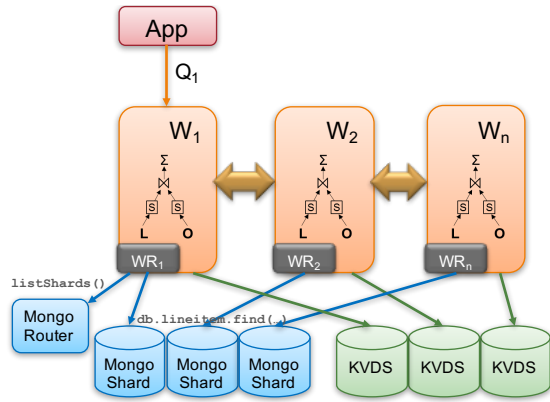 App
Q1
W1
W2
Wn
Σ
Σ
Σ
⋈
⋈
⋈
S
S
S
S
S
S
L
O
L
O
L
O
WR1
WR2
WRn
listShards()
db.lineitem.find(…)
Mongo
Router
Mongo
Shard
Mongo
Shard
Mongo
Shard
KVDS
KVDS
KVDS